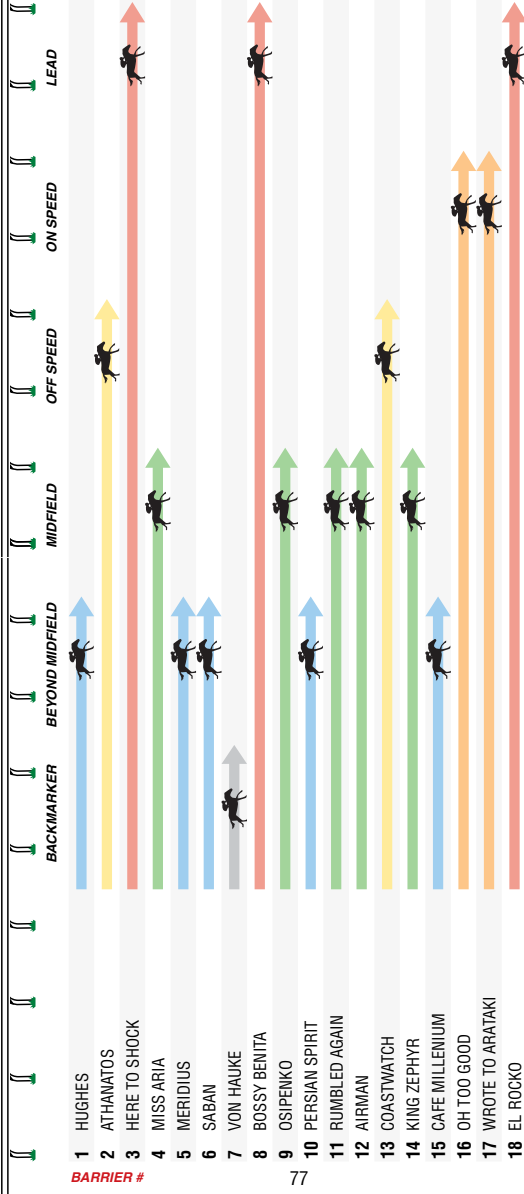 BACKMARKER BEYOND MIDFIELD MIDFIELD OFF SPEED ON SPEED LEAD
1 HUGHES
2 ATHANATOS
3 HERE TO SHOCK
4 MISS ARIA
5 MERIDIUS
6 SABAN
7 VON HAUKE
8 BOSSY BENITA
9 OSIPENKO
10 PERSIAN SPIRIT
11 RUMBLED AGAIN
12 AIRMAN
13 COASTWATCH
14 KING ZEPHYR
15 CAFE MILLENIUM
16 OH TOO GOOD
17 WROTE TO ARATAKI
18 EL ROCKO
BARRIER #
77